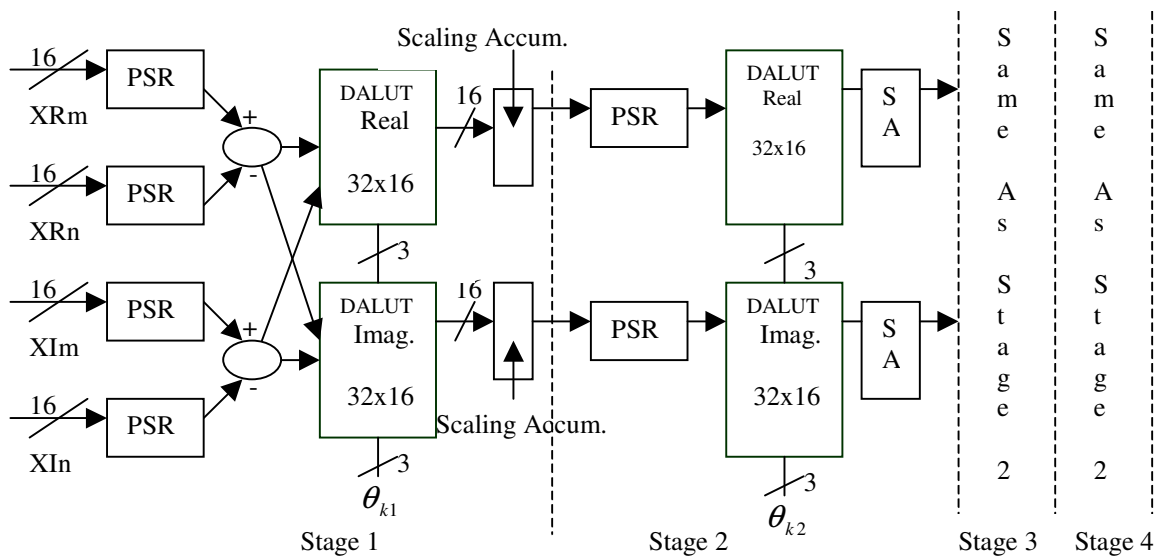 Scaling Accum.
16
PSR
XRm
+
-
16
PSR
XRn
DALUT
Real
32x16
16
3
16
PSR
XIm
+
-
16
PSR
XIn
DALUT
Imag.
32x16
16
Scaling Accum.
3
θk1
Stage 1
PSR
DALUT
Real
32x16
S
A
3
PSR
DALUT
Imag.
32x16
S
A
3
θk2
Stage 2
S
a
m
e
A
s
S
t
a
g
e
2
Stage 3
S
a
m
e
A
s
S
t
a
g
e
2
Stage 4